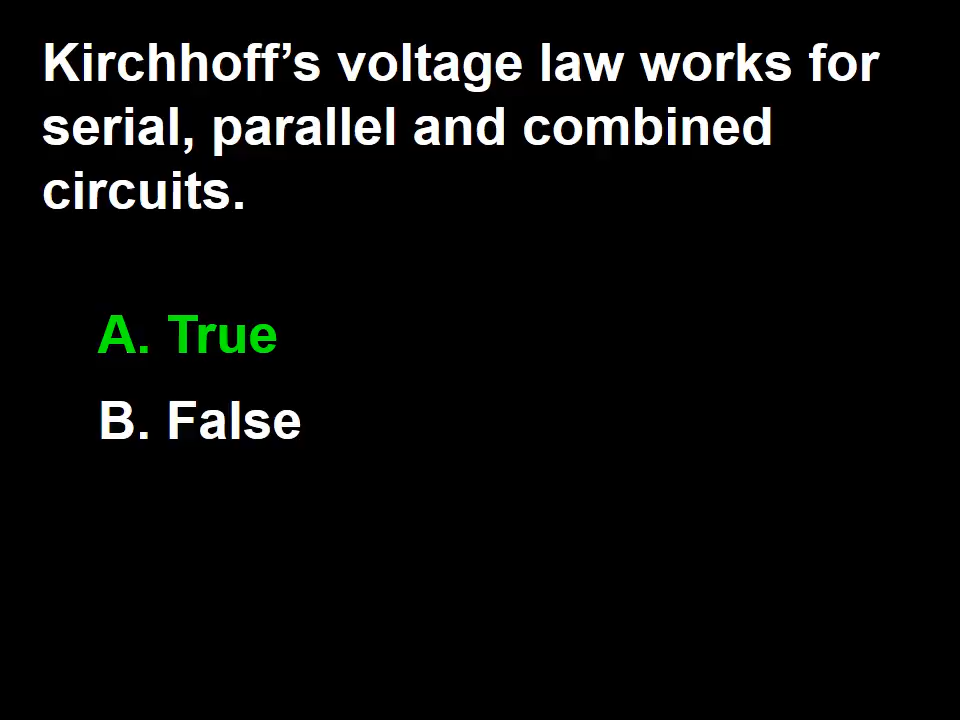 Kirchhoff’s voltage law works for
serial, parallel and combined
circuits.
A. True
B. False